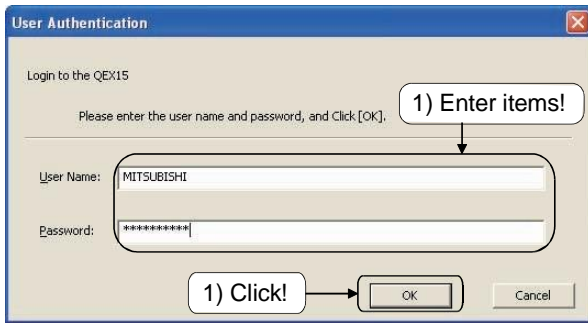 User Authentication
Login to the QEX15
1) Enter items!
Please enter the user name and password, and Click [OK].
User Name: MITSUBISHI
Password: **********
1) Click!
OK
Cancel